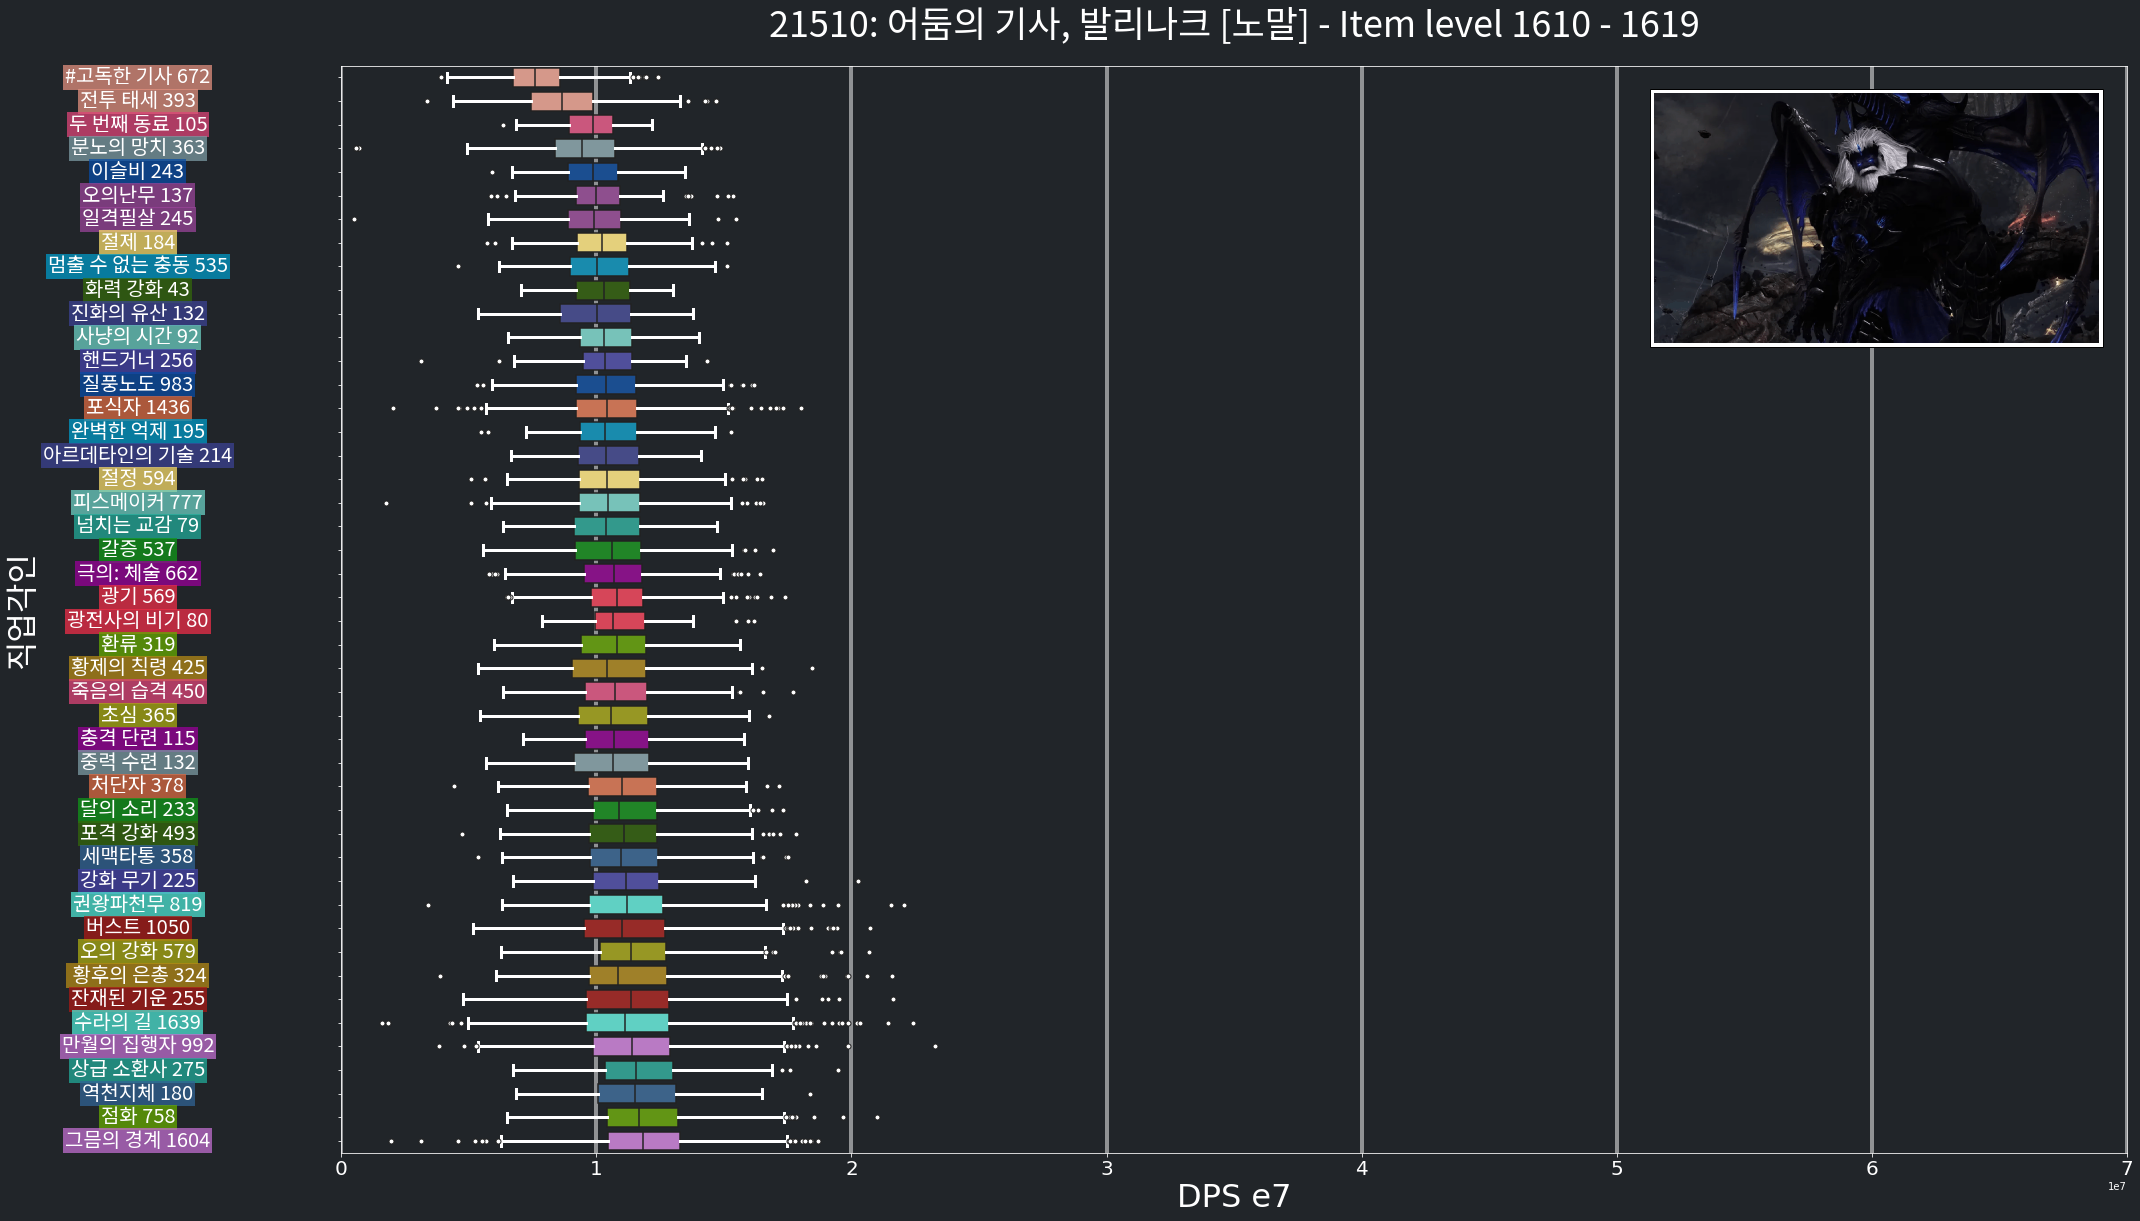 21510: 어둠의 기사, 발리나크 [노말] - Item level 1610 - 1619
#고독한 기사 672
전투 태세 393
두 번째 동료 105
분노의 망치 363
이슬비 243
오의난무 137
일격필살 245
절제 184
멈출 수 없는 충동 535
화력 강화 43
진화의 유산 132
사냥의 시간 92
핸드거너 256
질풍노도 983
포식자 1436
완벽한 억제 195
아르데타인의 기술 214
절정 594
피스메이커 777
넘치는 교감 79
갈증 537
극의: 체술 662
광기 569
광전사의 비기 80
환류 319
황제의 칙령 425
죽음의 습격 450
초심 365
충격 단련 115
중력 수련 132
처단자 378
달의 소리 233
포격 강화 493
세맥타통 358
강화 무기 225
권왕파천무 819
버스트 1050
오의 강화 579
황후의 은총 324
잔재된 기운 255
수라의 길 1639
만월의 집행자 992
상급 소환사 275
역천지체 180
점화 758
그믐의 경계 1604
직업각인
0 1 2 3 4 5 6 7
1e7
DPS e7